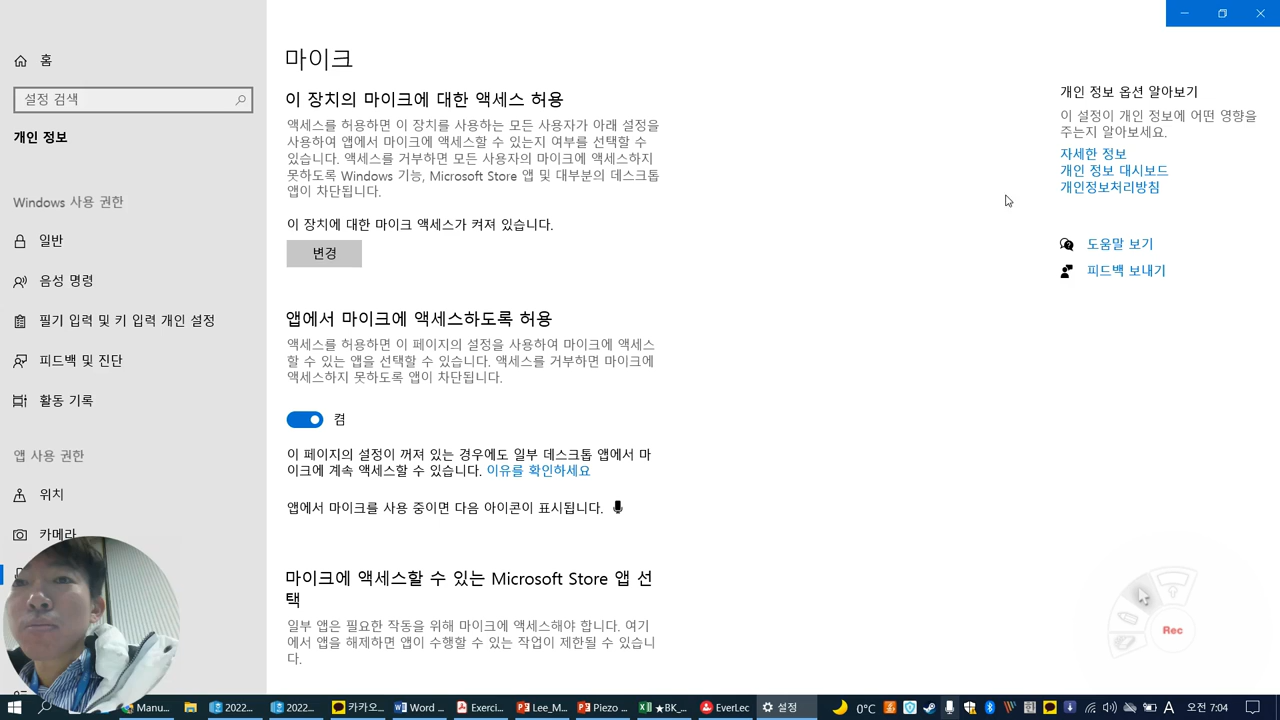 홈
설정 검색
개인 정보
Windows 사용 권한
일반
음성 명령
필기 입력 및 키 입력 개인 설정
피드백 및 진단
활동 기록
앱 사용 권한
위치
카메라
마이크
이 장치의 마이크에 대한 액세스 허용
액세스를 허용하면 이 장치를 사용하는 모든 사용자가 아래 설정을
사용하여 앱에서 마이크에 액세스할 수 있는지 여부를 선택할 수
있습니다. 액세스를 거부하면 모든 사용자의 마이크에 액세스하지
못하도록 Windows 기능, Microsoft Store 앱 및 대부분의 데스크톱
앱이 차단됩니다.
이 장치에 대한 마이크 액세스가 켜져 있습니다.
변경
앱에서 마이크에 액세스하도록 허용
액세스를 허용하면 이 페이지의 설정을 사용하여 마이크에 액세스
할 수 있는 앱을 선택할 수 있습니다. 액세스를 거부하면 마이크에
액세스하지 못하도록 앱이 차단됩니다.
켬
이 페이지의 설정이 꺼져 있는 경우에도 일부 데스크톱 앱에서 마
이크에 계속 액세스할 수 있습니다. 이유를 확인하세요
앱에서 마이크를 사용 중이면 다음 아이콘이 표시됩니다.
마이크에 액세스할 수 있는 Microsoft Store 앱 선
택
일부 앱은 필요한 작동을 위해 마이크에 액세스해야 합니다. 여기
에서 앱을 해제하면 앱이 수행할 수 있는 작업이 제한될 수 있습니
다.
개인 정보 옵션 알아보기
이 설정이 개인 정보에 어떤 영향을
주는지 알아보세요.
자세한 정보
개인 정보 대시보드
개인정보처리방침
도움말 보기
피드백 보내기
Rec
Manu... 2022... 2022... 카카오... Word ... Exerci... Lee_M... Piezo ... ★BK_... EverLec 설정 0°C A 오전 7:04